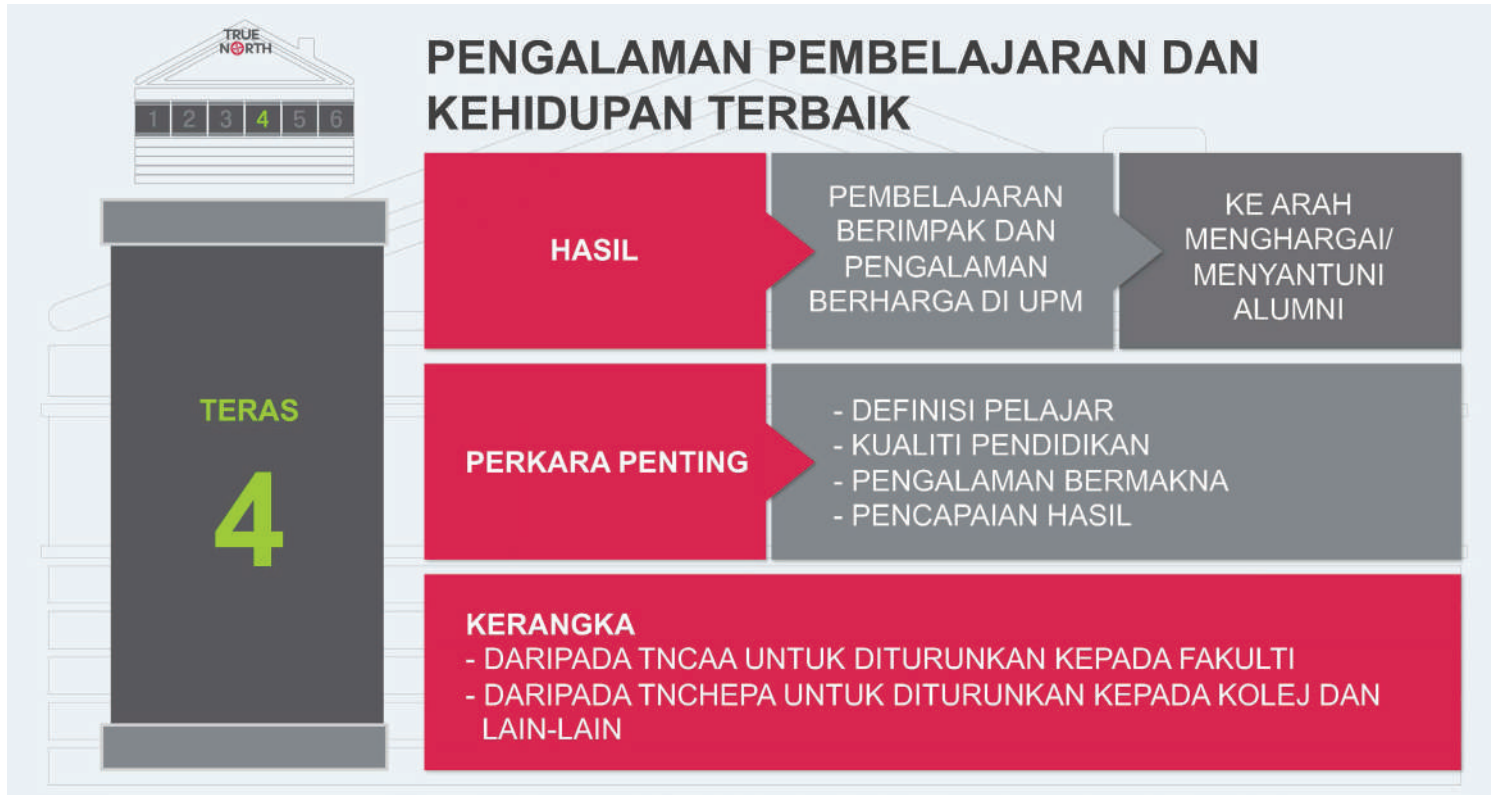 TRUE
NORTH
1 2 3 4 5 6
PENGALAMAN PEMBELAJARAN DAN
KEHIDUPAN TERBAIK
HASIL
PEMBELAJARAN
BERIMPAK DAN
PENGALAMAN
BERHARGA DI UPM
KE ARAH
MENGHARGAI/
MENYANTUNI
ALUMNI
TERAS
4
PERKARA PENTING
- DEFINISI PELAJAR
- KUALITI PENDIDIKAN
- PENGALAMAN BERMAKNA
- PENCAPAIAN HASIL
KERANGKA
- DARIPADA TNCAA UNTUK DITURUNKAN KEPADA FAKULTI
- DARIPADA TNCHEPA UNTUK DITURUNKAN KEPADA KOLEJ DAN
LAIN-LAIN